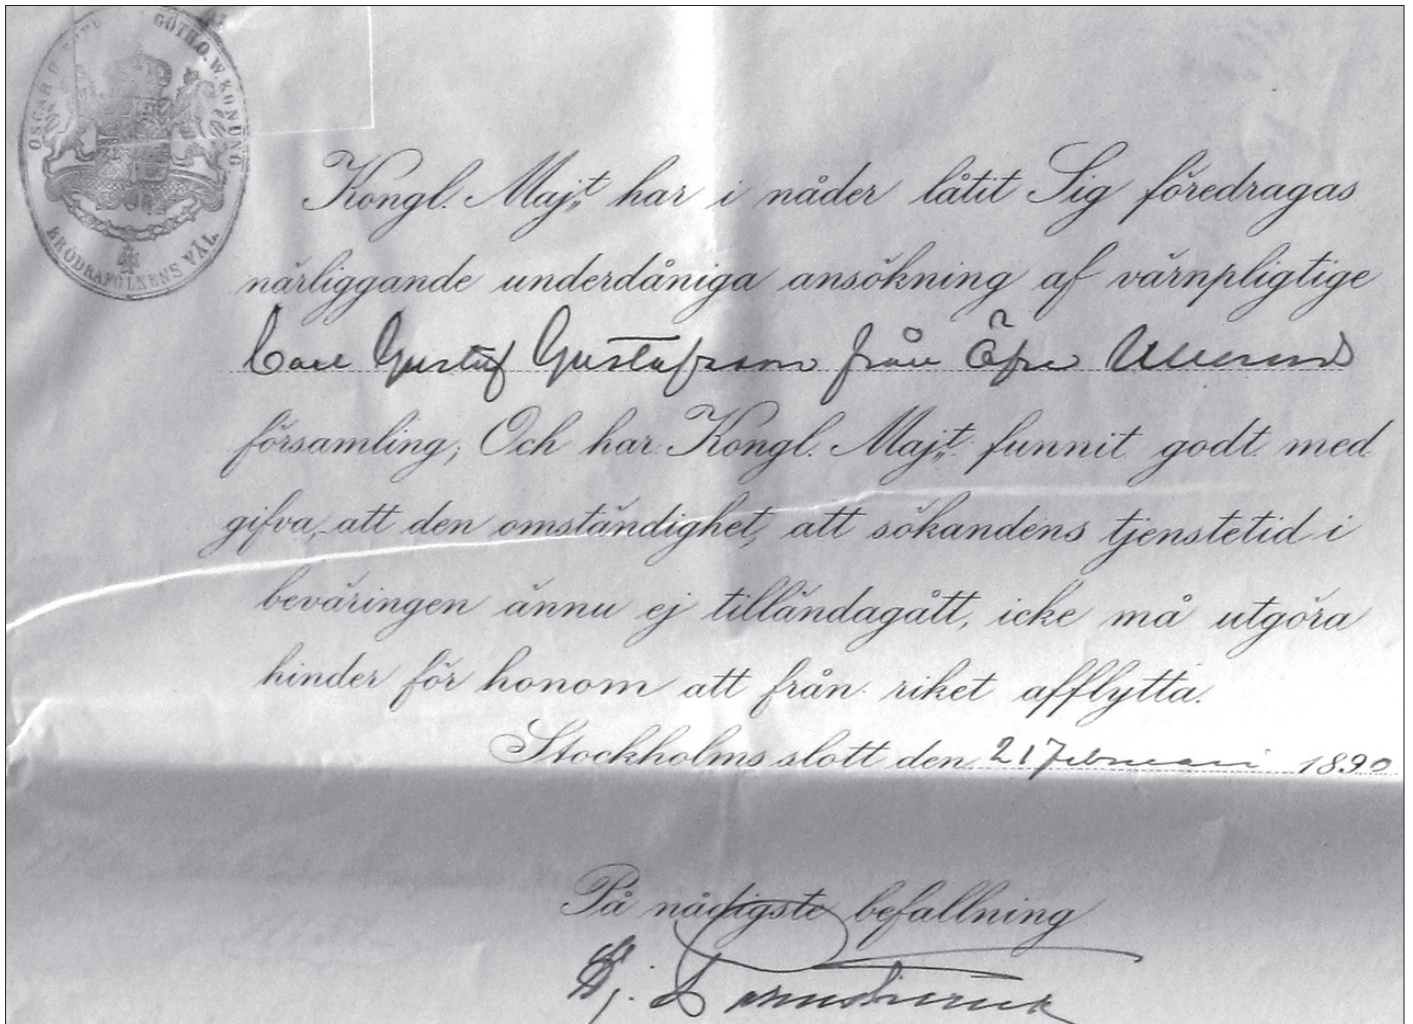 OSCAR II GÖTH. O. W. KONUNG.
BRÖDRAFOLKENS VÄL
Kongl. Maj:t har i nåder låtit Sig föredragas
närliggande underdåniga ansökning af värnpligtige
Carl Gustaf Gustafsson från Öfre Ullerud
församling; Och har Kongl. Maj:t funnit godt med
gifva, att den omständighet, att sökandens tjenstetid i
beväringen ännu ej tilländagått, icke må utgöra
hinder för honom att från riket afflytta.
Stockholms slott den 21 Februari 1890
På nådigste befallning